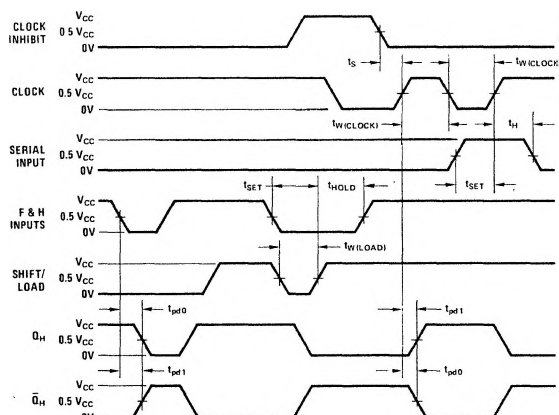 CLOCK
INHIBIT
VCC
0.5 VCC
0V
tS
tW(CLOCK)
CLOCK
VCC
0.5 VCC
0V
tW(CLOCK)
tH
SERIAL
INPUT
VCC
0.5 VCC
0V
tSET
tSET
tHOLD
F & H
INPUTS
VCC
0.5 VCC
0V
tW(LOAD)
SHIFT/
LOAD
VCC
0.5 VCC
0V
tpd0
tpd1
QH
VCC
0.5 VCC
0V
tpd1
tpd0
Q̅H
VCC
0.5 VCC
0V